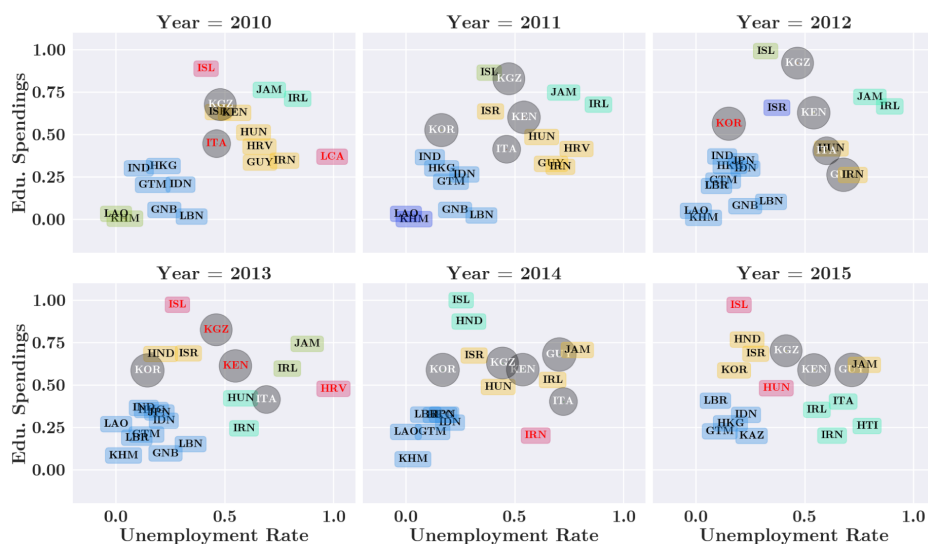 Year = 2010
Year = 2011
Year = 2012
Edu. Spendings
1.00
0.75
0.50
0.25
0.00
ISL
JAM
IRL
KGZ
KEN
HUN
ITA
HRV
GUY
IRN
LCA
IND
HKG
GTM
IDN
GNB
LBN
LAO
KHM
ISL
KGZ
JAM
IRL
ISR
KEN
KOR
HUN
ITA
HRV
IRN
IND
HKG
IDN
GTM
GNB
LBN
LAO
KHM
ISL
KGZ
JAM
IRL
ISR
KEN
KOR
HUN
ITA
IRN
IND
JPN
HKG
IDN
GTM
LBR
GNB
LBN
LAO
KHM
Year = 2013
Year = 2014
Year = 2015
Edu. Spendings
1.00
0.75
0.50
0.25
0.00
ISL
KGZ
JAM
HND
ISR
KOR
KEN
IRL
HRV
HUN
ITA
IND
JPN
IDN
LAO
GTM
LBR
IRN
LBN
GNB
KHM
ISL
HND
GUY
JAM
ISR
KGZ
KOR
KEN
IRL
HUN
ITA
IDN
LAO
GTM
IRN
KHM
ISL
HND
ISR
KGZ
KOR
KEN
JAM
HUN
LBR
ITA
IRL
IDN
HKG
HTI
GTM
KAZ
IRN
0.0
0.5
1.0
0.0
0.5
1.0
0.0
0.5
1.0
Unemployment Rate
Unemployment Rate
Unemployment Rate